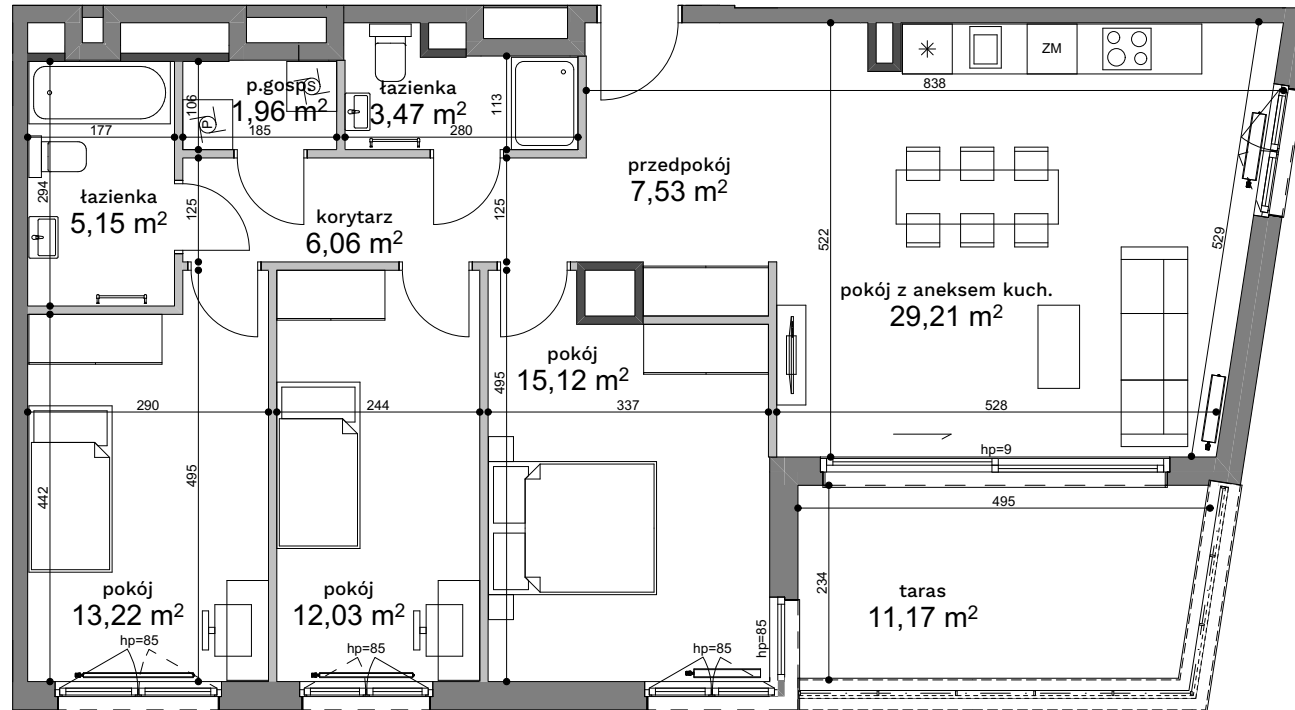 ZM
838
p.gosp
1,96 m²
106
185
łazienka
3,47 m²
113
280
177
P
294
łazienka
5,15 m²
125
korytarz
6,06 m²
125
przedpokój
7,53 m²
522
529
pokój z aneksem kuch.
29,21 m²
pokój
15,12 m²
495
290
244
337
528
442
495
hp=9
495
234
taras
11,17 m²
pokój
13,22 m²
hp=85
pokój
12,03 m²
hp=85
hp=85
hp=85